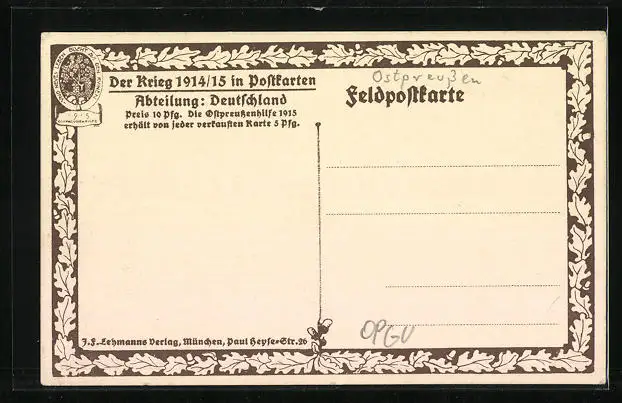 Der Krieg 1914/15 in Postkarten
Abteilung: Deutschland
Preis 10 Pfg. Die Ostpreußenhilfe 1915
erhält von jeder verkauften Karte 5 Pfg.
Ostpreußen
Feldpostkarte
OPGV
J. F. Lehmanns Verlag, München, Paul Heyse-Str. 26